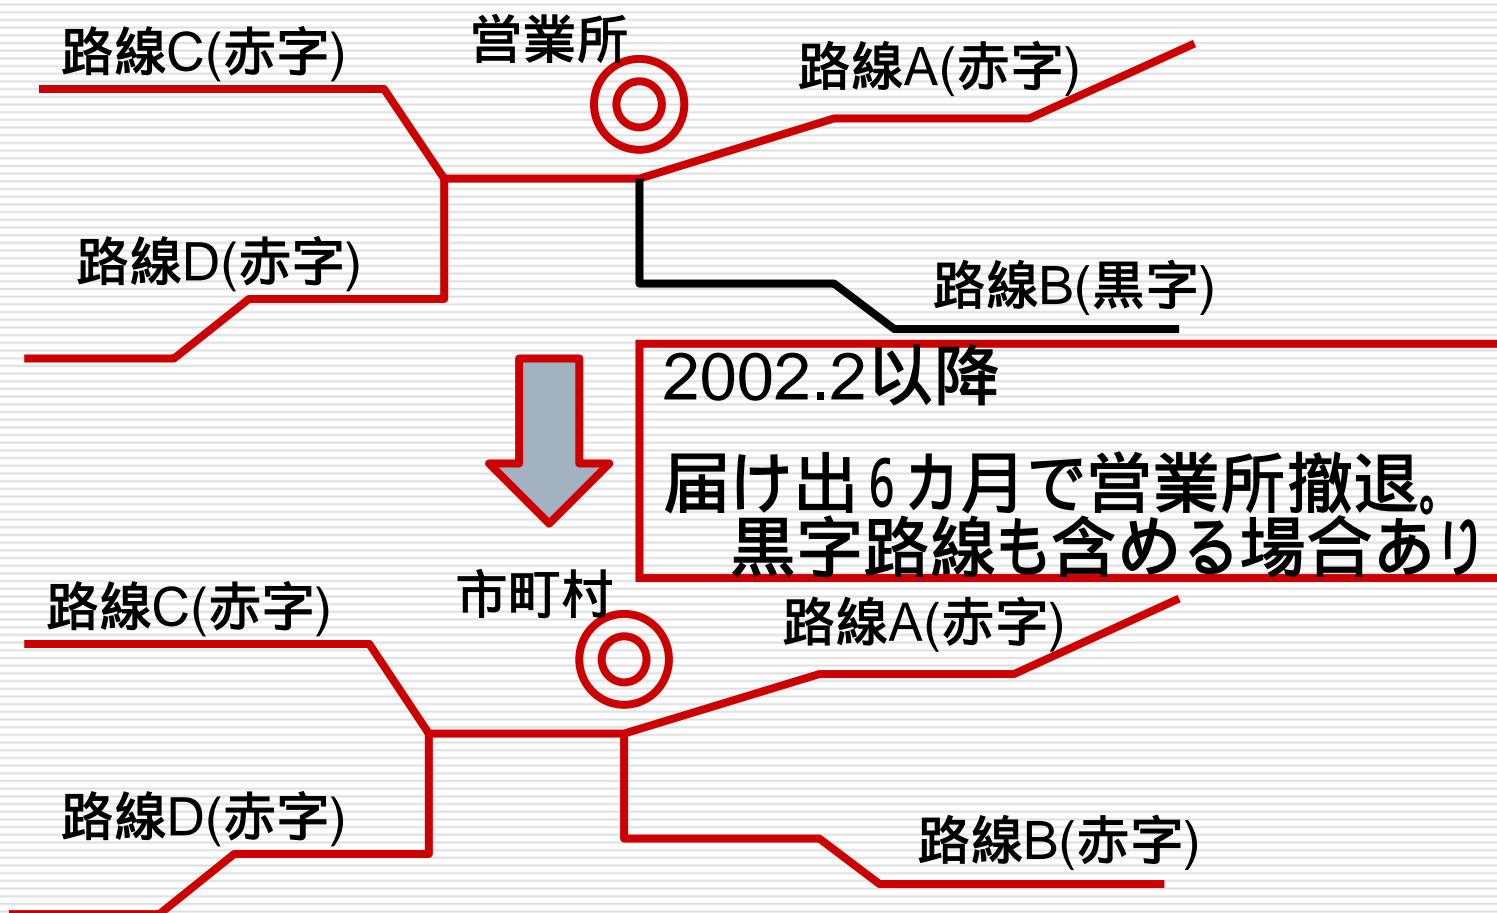 路線C(赤字)
営業所
路線A(赤字)
路線D(赤字)
路線B(黒字)
2002.2以降
届け出6カ月で営業所撤退。
黒字路線も含める場合あり
路線C(赤字)
市町村
路線A(赤字)
路線D(赤字)
路線B(赤字)